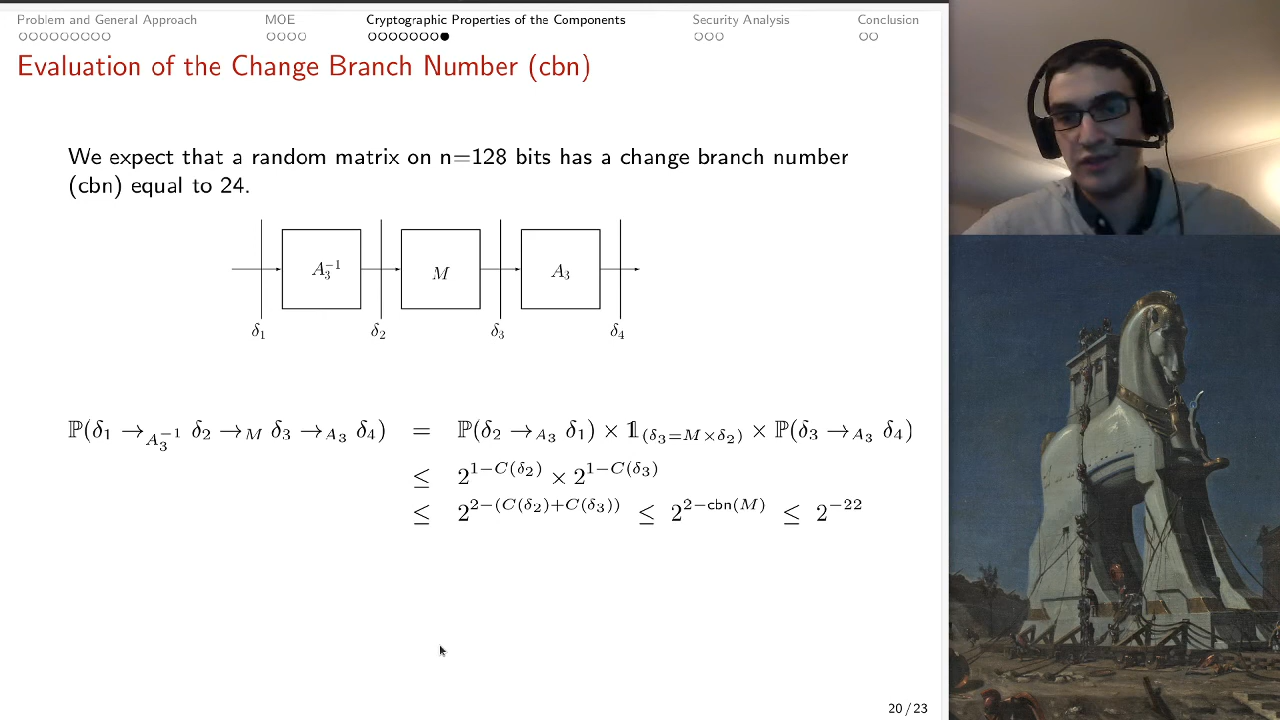 Problem and General Approach MOE Cryptographic Properties of the Components Security Analysis Conclusion
Evaluation of the Change Branch Number (cbn)
We expect that a random matrix on n=128 bits has a change branch number
(cbn) equal to 24.
A₃⁻¹ M A₃
δ₁ δ₂ δ₃ δ₄
ℙ(δ₁ →_{A₃⁻¹} δ₂ →_M δ₃ →_{A₃} δ₄) = ℙ(δ₂ →_{A₃} δ₁) × 𝟙_{(δ₃=M×δ₂)} × ℙ(δ₃ →_{A₃} δ₄)
≤ 2^{1−C(δ₂)} × 2^{1−C(δ₃)}
≤ 2^{2−(C(δ₂)+C(δ₃))} ≤ 2^{2−cbn(M)} ≤ 2^{−22}
20 / 23